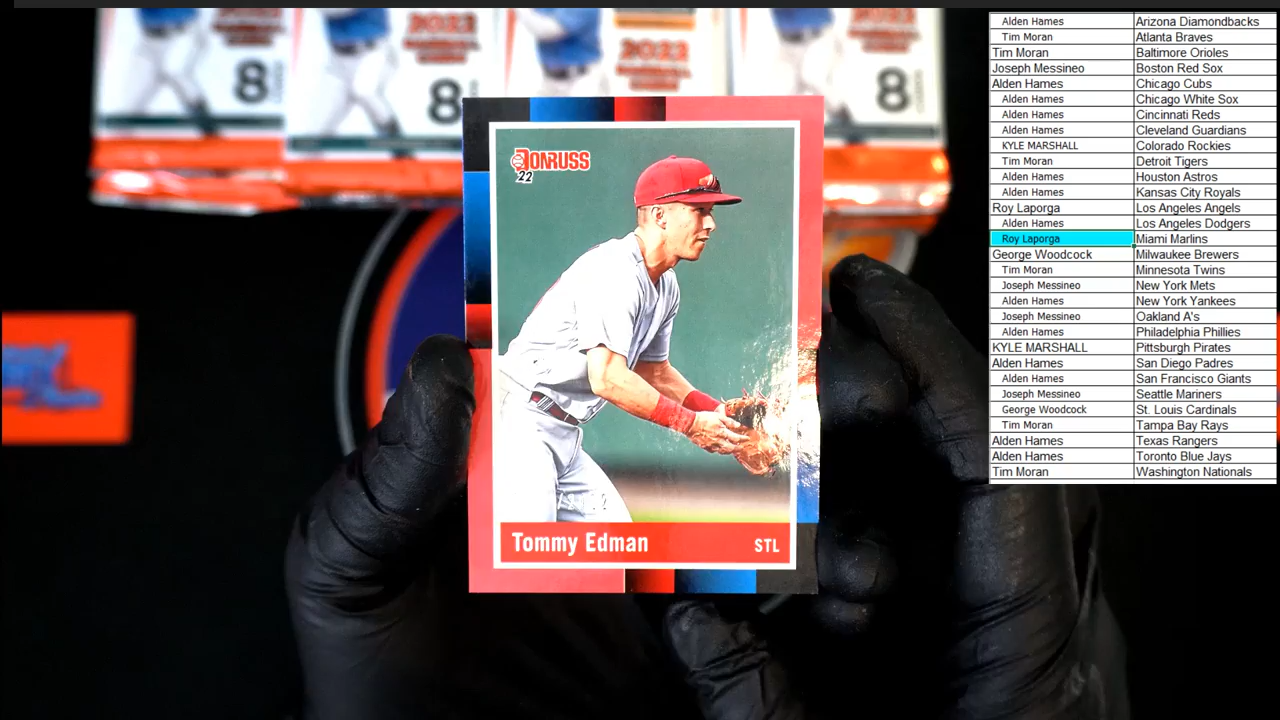 2022
BASEBALL
8
2022
8
2022
BASEBALL
2022
8
DONRUSS
22
Tommy Edman STL
Alden Hames Arizona Diamondbacks
Tim Moran Atlanta Braves
Tim Moran Baltimore Orioles
Joseph Messineo Boston Red Sox
Alden Hames Chicago Cubs
Alden Hames Chicago White Sox
Alden Hames Cincinnati Reds
Alden Hames Cleveland Guardians
KYLE MARSHALL Colorado Rockies
Tim Moran Detroit Tigers
Alden Hames Houston Astros
Alden Hames Kansas City Royals
Roy Laporga Los Angeles Angels
Alden Hames Los Angeles Dodgers
Roy Laporga Miami Marlins
George Woodcock Milwaukee Brewers
Tim Moran Minnesota Twins
Joseph Messineo New York Mets
Alden Hames New York Yankees
Joseph Messineo Oakland A's
Alden Hames Philadelphia Phillies
KYLE MARSHALL Pittsburgh Pirates
Alden Hames San Diego Padres
Alden Hames San Francisco Giants
Joseph Messineo Seattle Mariners
George Woodcock St. Louis Cardinals
Tim Moran Tampa Bay Rays
Alden Hames Texas Rangers
Alden Hames Toronto Blue Jays
Tim Moran Washington Nationals